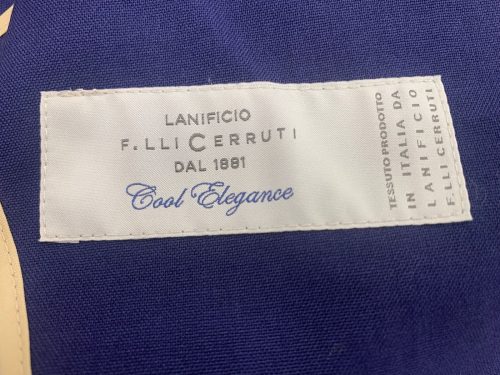 LANIFICIO
F.LLI CERRUTI
DAL 1881
Cool Elegance
TESSUTO PRODOTTO
IN ITALIA DA
LANIFICIO
F.LLI CERRUTI